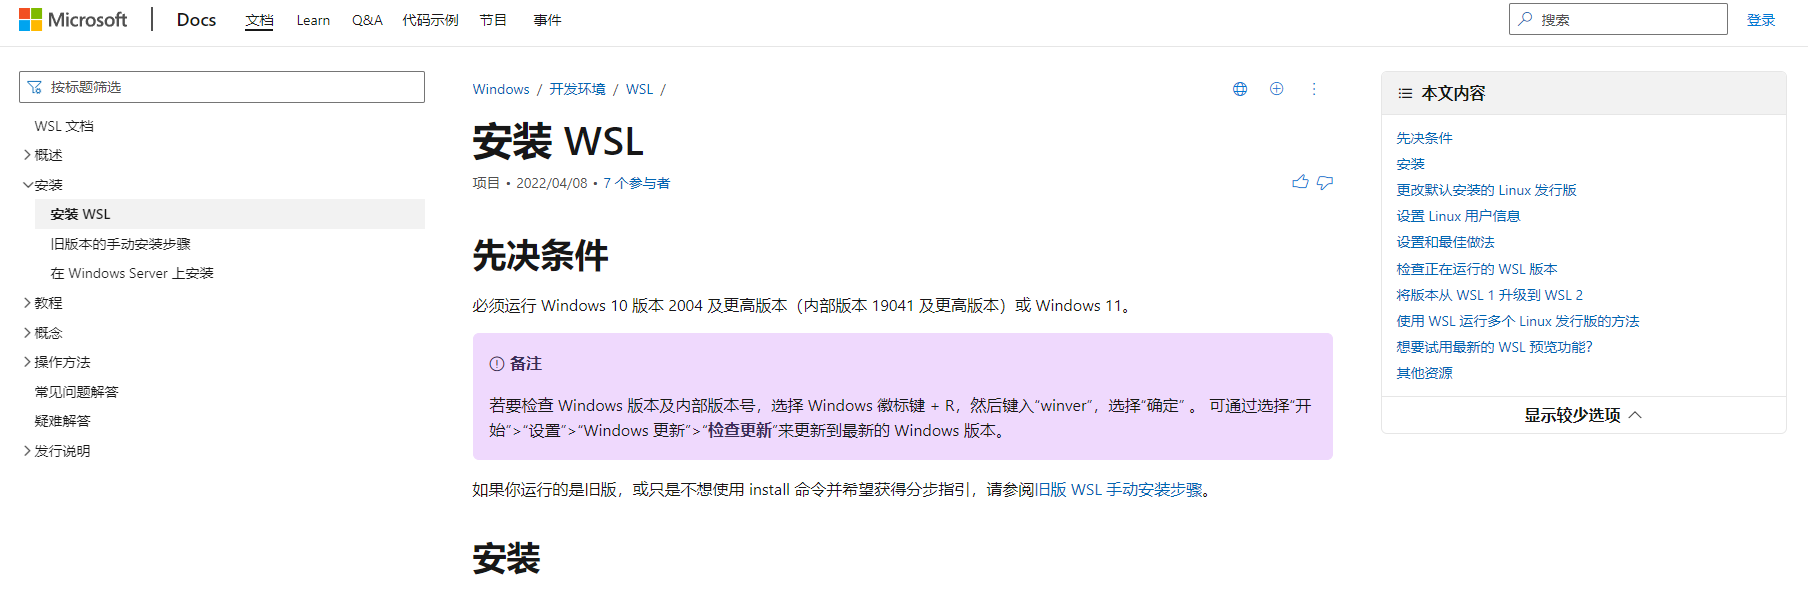 Microsoft Docs 文档 Learn Q&A 代码示例 节目 事件 搜索 登录
按标题筛选
WSL 文档
概述
安装
安装 WSL
旧版本的手动安装步骤
在 Windows Server 上安装
教程
概念
操作方法
常见问题解答
疑难解答
发行说明
Windows / 开发环境 / WSL /
安装 WSL
项目 • 2022/04/08 • 7 个参与者
先决条件
必须运行 Windows 10 版本 2004 及更高版本（内部版本 19041 及更高版本）或 Windows 11。
备注
若要检查 Windows 版本及内部版本号，选择 Windows 徽标键 + R，然后键入“winver”，选择“确定” 。 可通过选择“开
始”>“设置”>“Windows 更新”>“检查更新”来更新到最新的 Windows 版本。
如果你运行的是旧版，或只是不想使用 install 命令并希望获得分步指引，请参阅旧版 WSL 手动安装步骤。
安装
本文内容
先决条件
安装
更改默认安装的 Linux 发行版
设置 Linux 用户信息
设置和最佳做法
检查正在运行的 WSL 版本
将版本从 WSL 1 升级到 WSL 2
使用 WSL 运行多个 Linux 发行版的方法
想要试用最新的 WSL 预览功能?
其他资源
显示较少选项